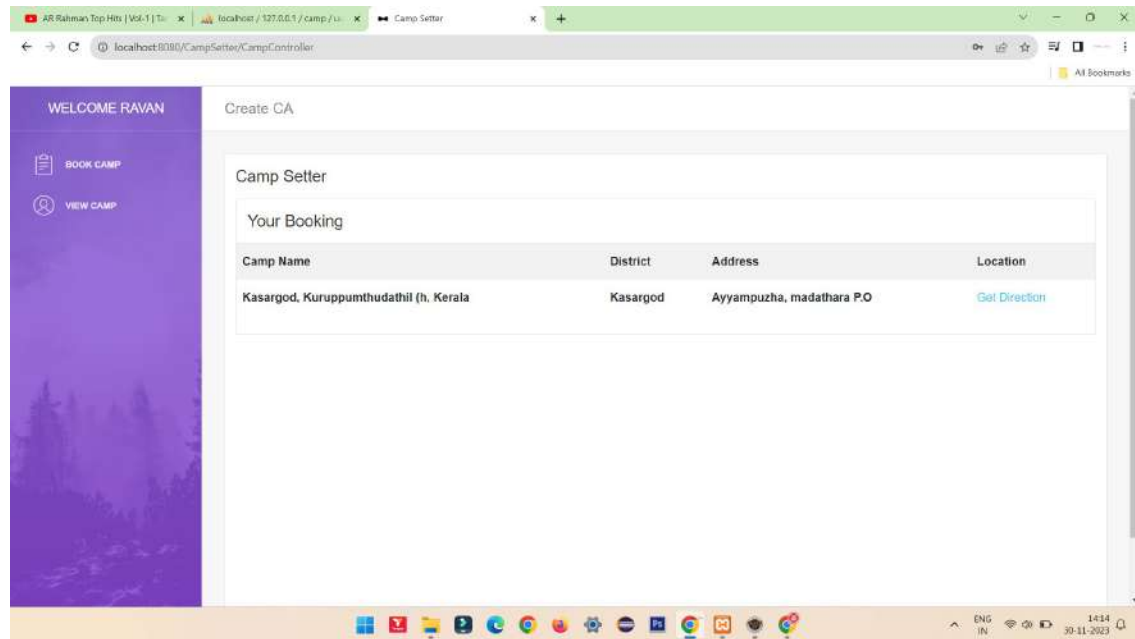 AR Rahman Top Hits | Vol-1 | Ta
localhost / 127.0.0.1 / camp / u
Camp Setter
localhost:8080/CampSetter/CampController
All Bookmarks
WELCOME RAVAN
Create CA
BOOK CAMP
VIEW CAMP
Camp Setter
Your Booking
Camp Name District Address Location
Kasargod, Kuruppumthudathil (h, Kerala Kasargod Ayyampuzha, madathara P.O Get Direction
Ps
ENG
IN
14:14
30-11-2023